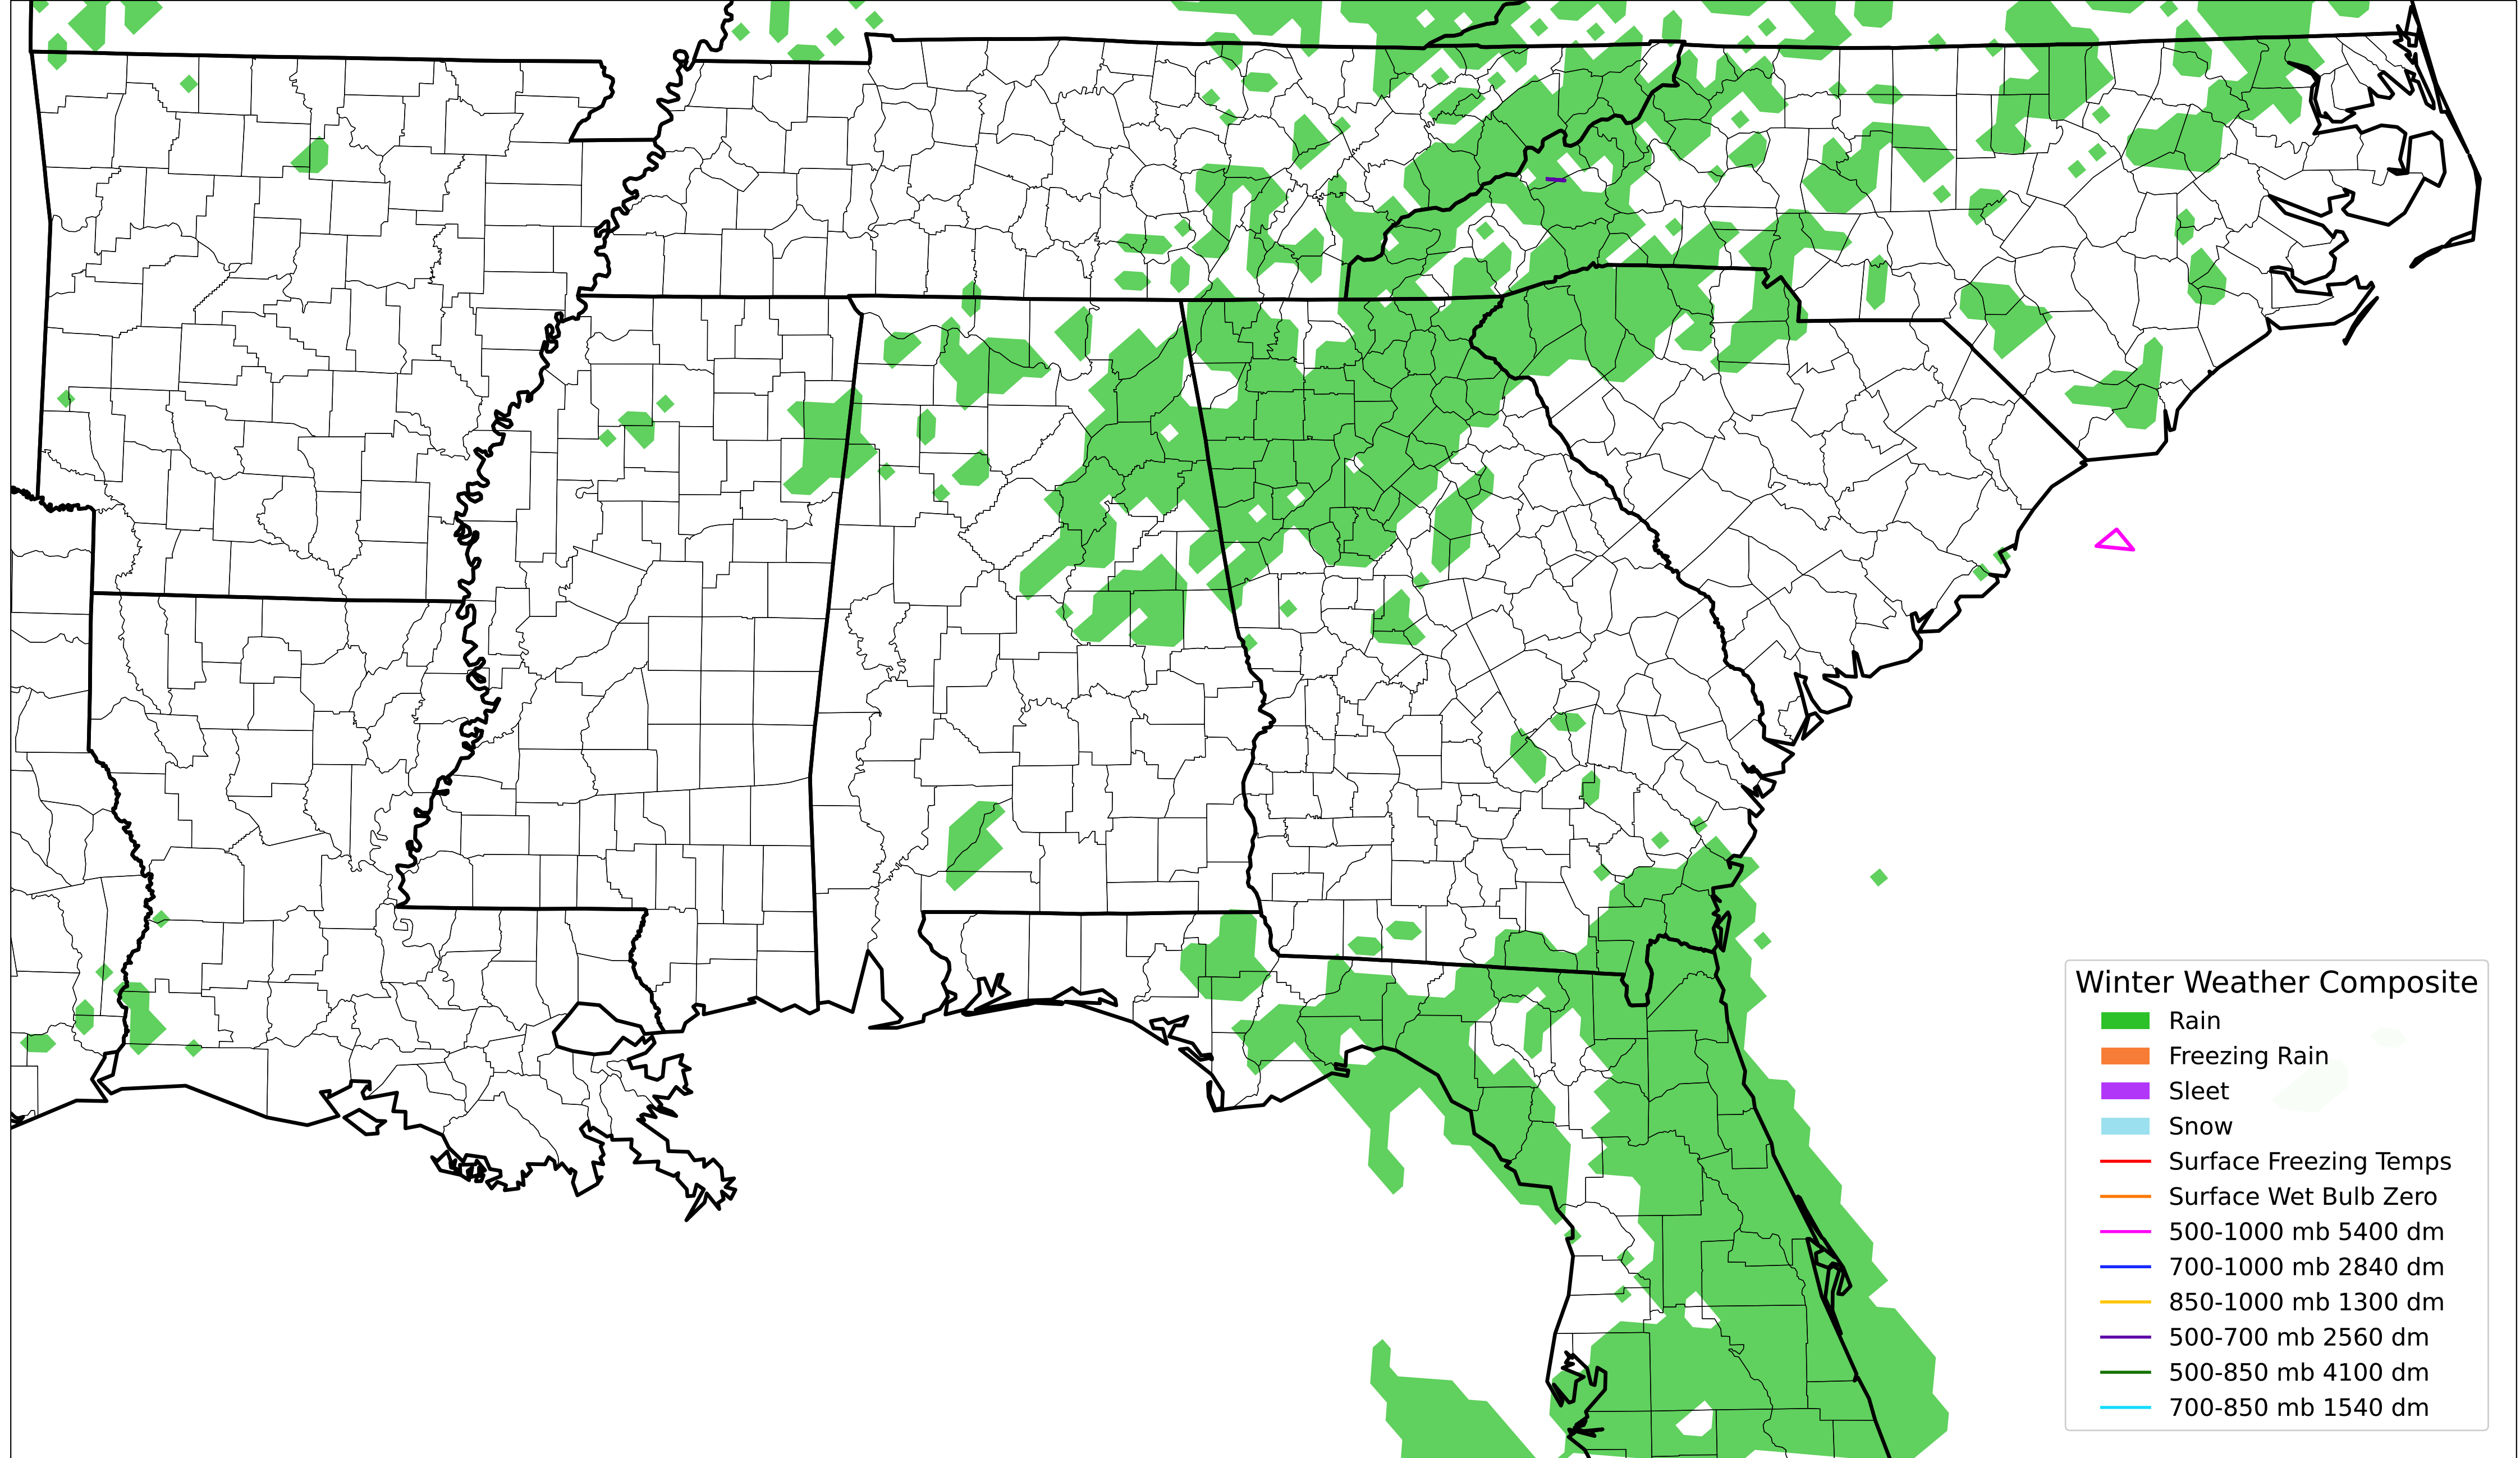 Winter Weather Composite
Rain
Freezing Rain
Sleet
Snow
Surface Freezing Temps
Surface Wet Bulb Zero
500-1000 mb 5400 dm
700-1000 mb 2840 dm
850-1000 mb 1300 dm
500-700 mb 2560 dm
500-850 mb 4100 dm
700-850 mb 1540 dm